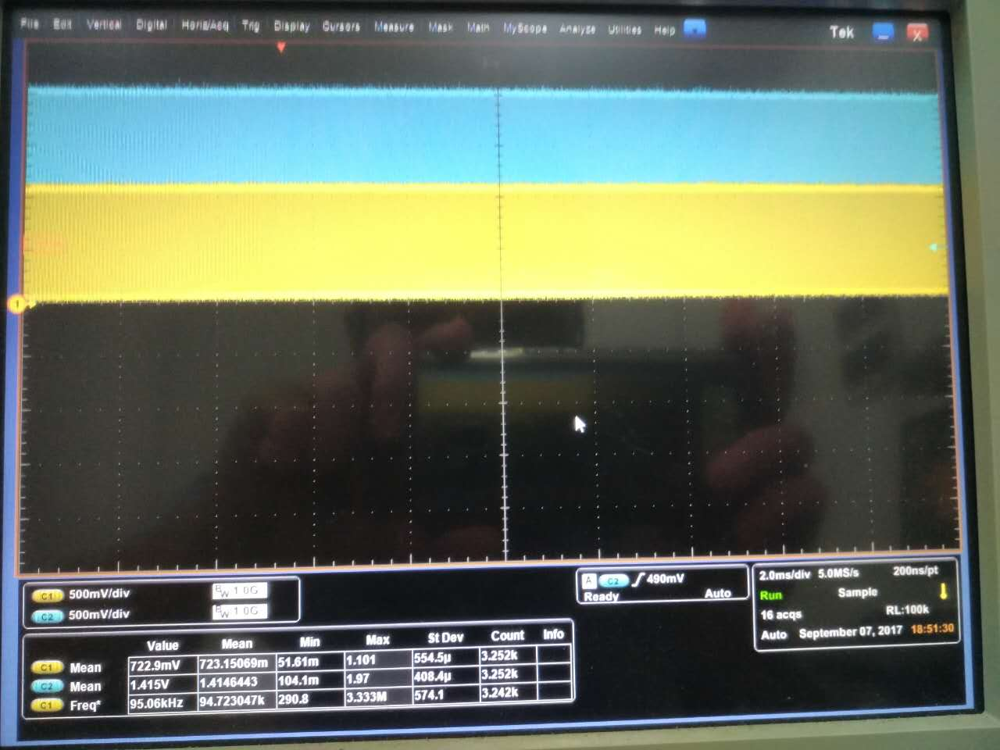 File Edit Vertical Digital Horiz/Acq Trig Display Cursors Measure Mask Math MyScope Analyze Utilities Help Tek X
1
C1 500mV/div BW 1.0G
C2 500mV/div BW 1.0G
A C2 490mV
Ready Auto
2.0ms/div 5.0MS/s 200ns/pt
Run Sample
16 acqs RL:100k
Auto September 07, 2017 18:51:30
Value Mean Min Max St Dev Count Info
C1 Mean 722.9mV 723.15069m 51.61m 1.101 554.5µ 3.252k
C2 Mean 1.415V 1.4146443 104.1m 1.97 408.4µ 3.252k
C1 Freq* 95.06kHz 94.723047k 290.8 3.333M 574.1 3.242k